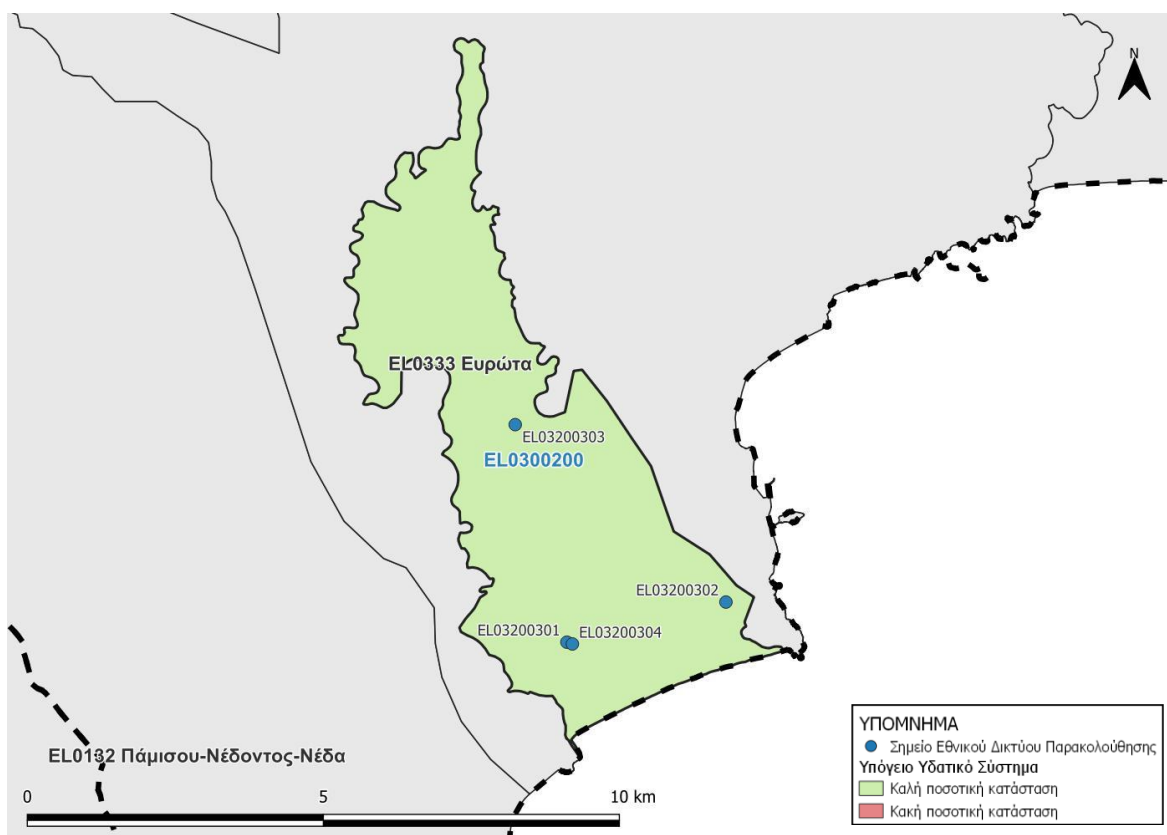 N
EL0333 Ευρώτα
EL03200303
EL0300200
EL03200302
EL03200301
EL03200304
EL0132 Πάμισου-Νέδοντος-Νέδα
0
5
10 km
ΥΠΟΜΝΗΜΑ
Σημείο Εθνικού Δικτύου Παρακολούθησης
Υπόγειο Υδατικό Σύστημα
Καλή ποσοτική κατάσταση
Κακή ποσοτική κατάσταση